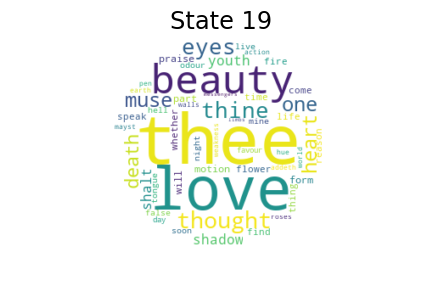 State 19
eyes live
action
praise youth fire
odour
beauty
pen
earth
messengers
muse part time come
walls
thine one
hell
speak limbs mine life
mayst
whether thee heart
night weakness hue world reason
favour
death
motion flower
shalt tongue will love form
thing
false thought roses
day
soon find
shadow